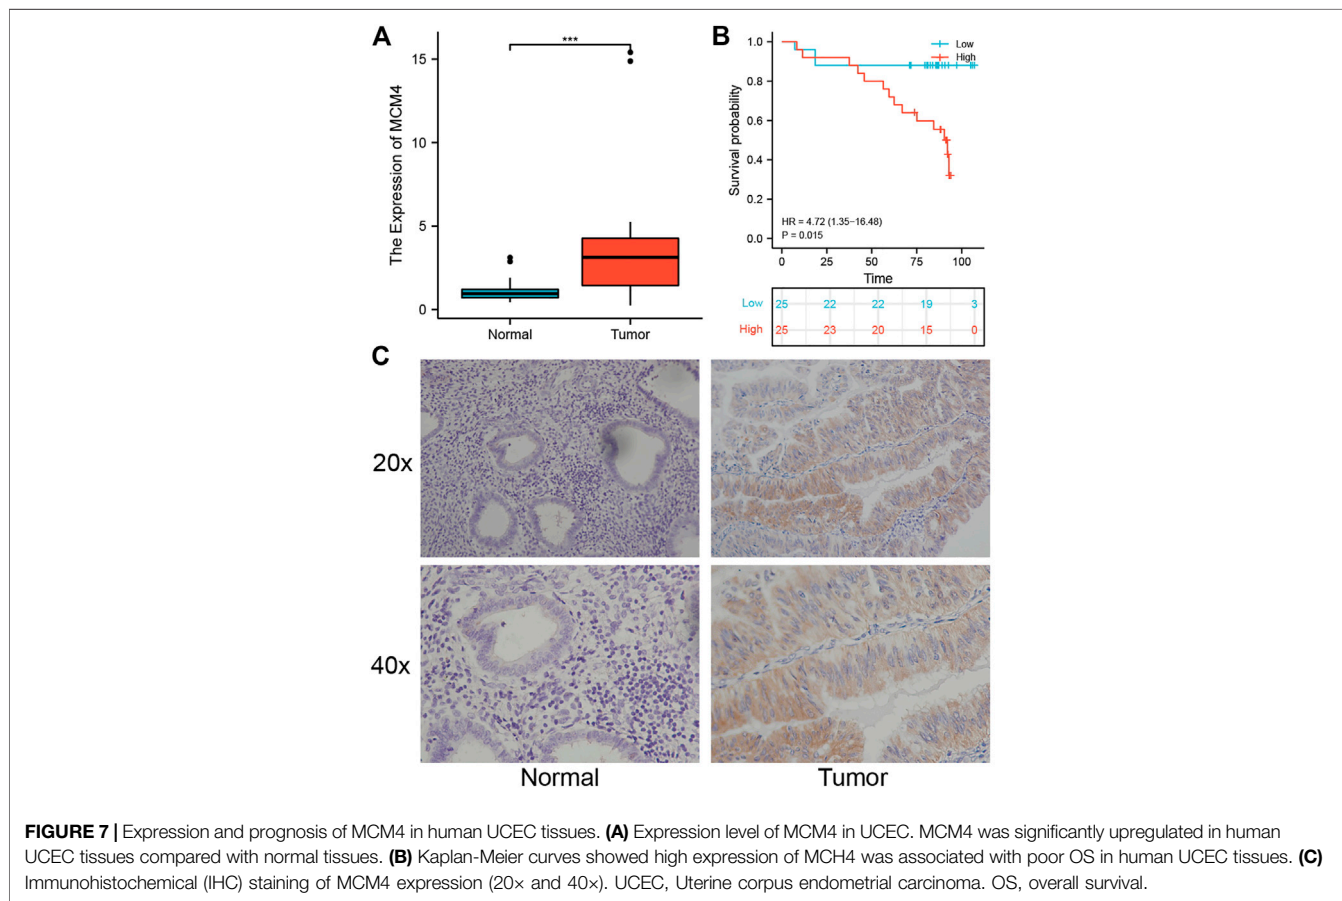 A
***
The Expression of MCM4
15
10
5
0
Normal Tumor
B
Low
High
Survival probability
1.0
0.8
0.6
0.4
0.2
0.0
HR = 4.72 (1.35−16.48)
P = 0.015
0 25 50 75 100
Time
Low 25 22 22 19 3
High 25 23 20 15 0
C
20x
40x
Normal Tumor
FIGURE 7 | Expression and prognosis of MCM4 in human UCEC tissues. (A) Expression level of MCM4 in UCEC. MCM4 was significantly upregulated in human
UCEC tissues compared with normal tissues. (B) Kaplan-Meier curves showed high expression of MCH4 was associated with poor OS in human UCEC tissues. (C)
Immunohistochemical (IHC) staining of MCM4 expression (20× and 40×). UCEC, Uterine corpus endometrial carcinoma. OS, overall survival.